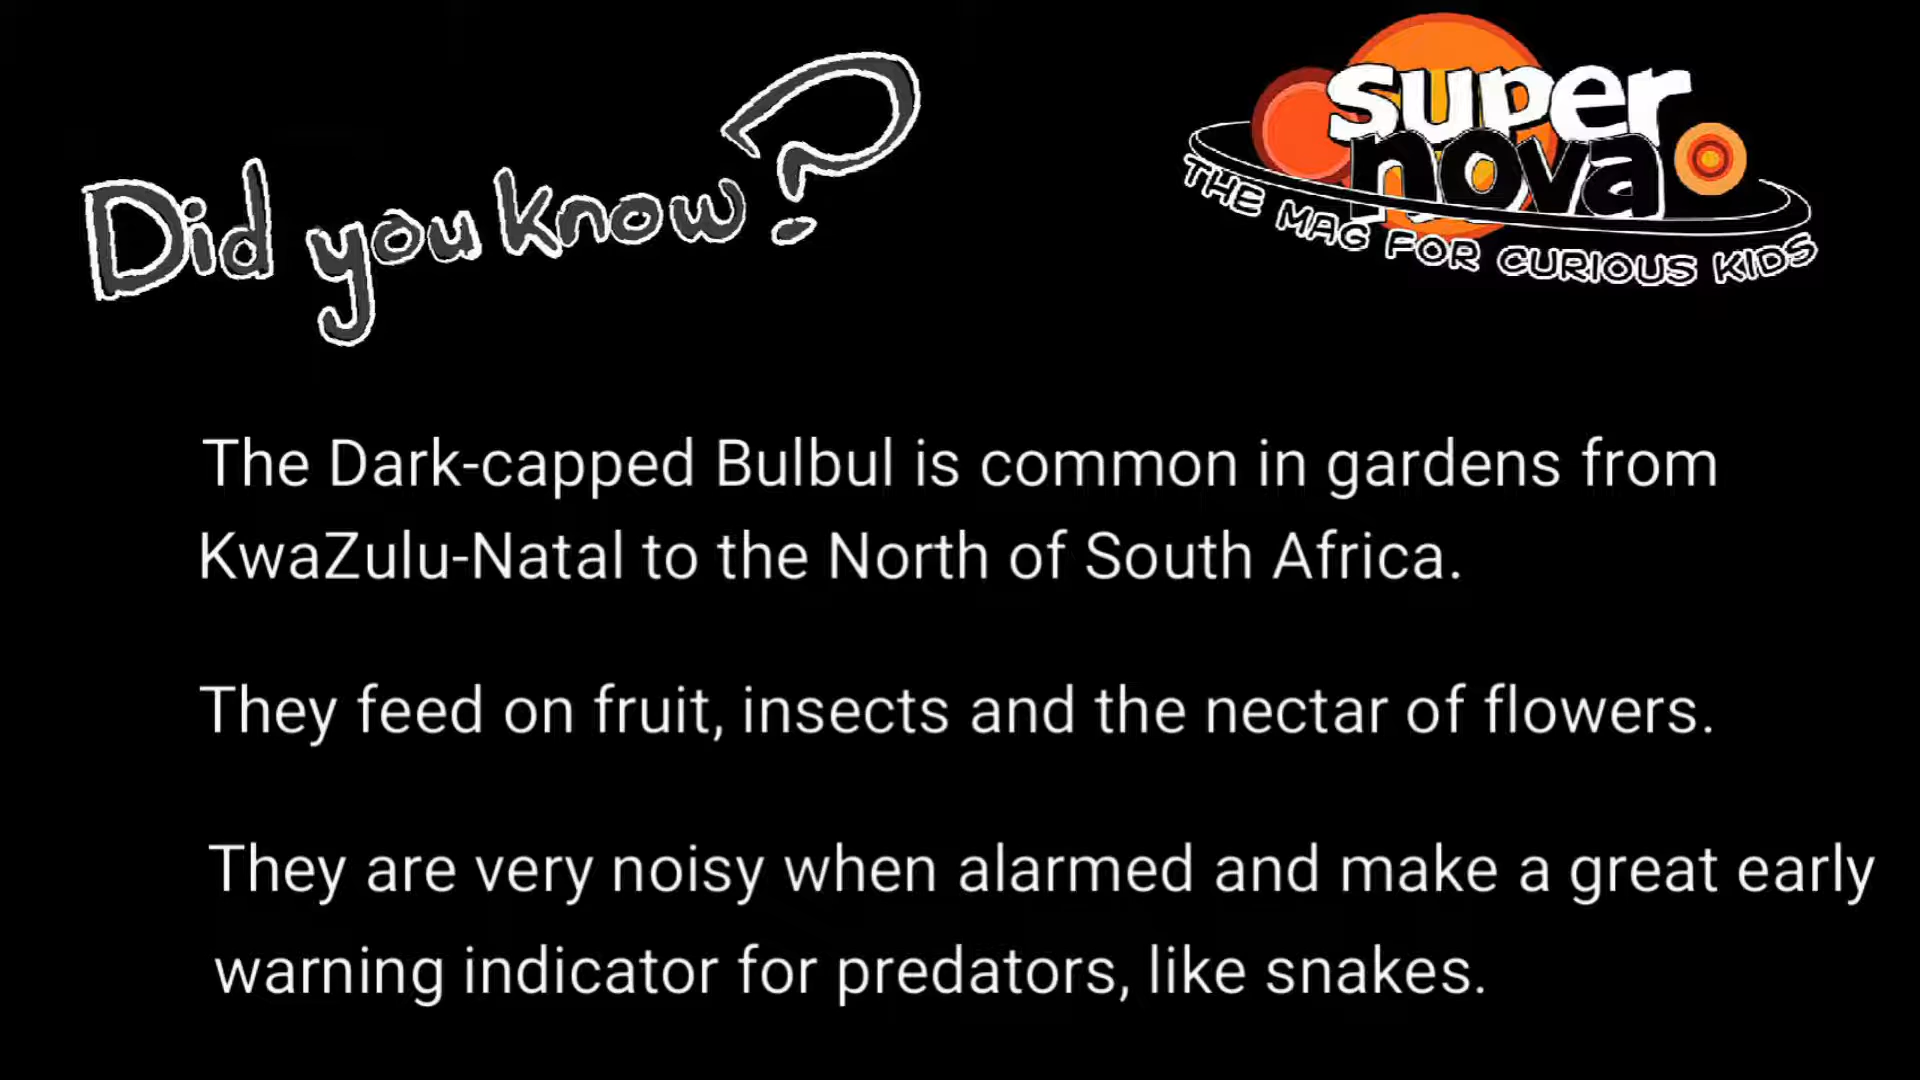 Did you know?
super
nova
THE MAG FOR CURIOUS KIDS
The Dark-capped Bulbul is common in gardens from
KwaZulu-Natal to the North of South Africa.
They feed on fruit, insects and the nectar of flowers.
They are very noisy when alarmed and make a great early
warning indicator for predators, like snakes.